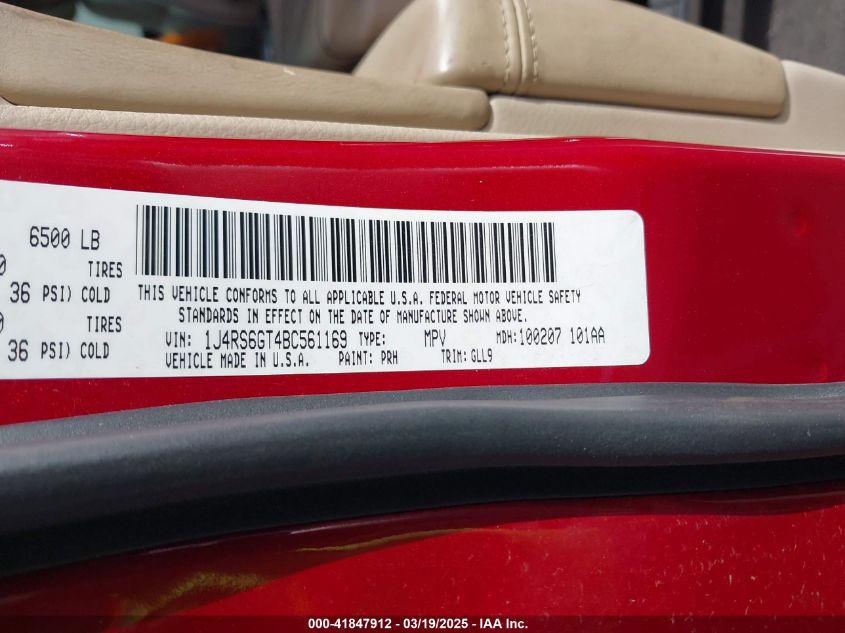 6500 LB
0 TIRES
36 PSI) COLD
0 TIRES
36 PSI) COLD
THIS VEHICLE CONFORMS TO ALL APPLICABLE U.S.A. FEDERAL MOTOR VEHICLE SAFETY
STANDARDS IN EFFECT ON THE DATE OF MANUFACTURE SHOWN ABOVE.
VIN: 1J4RS6GT4BC561169 TYPE: MPV MDH:100207 101AA
VEHICLE MADE IN U.S.A. PAINT: PRH TRIM: GLL9
000-41847912 - 03/19/2025 - IAA Inc.